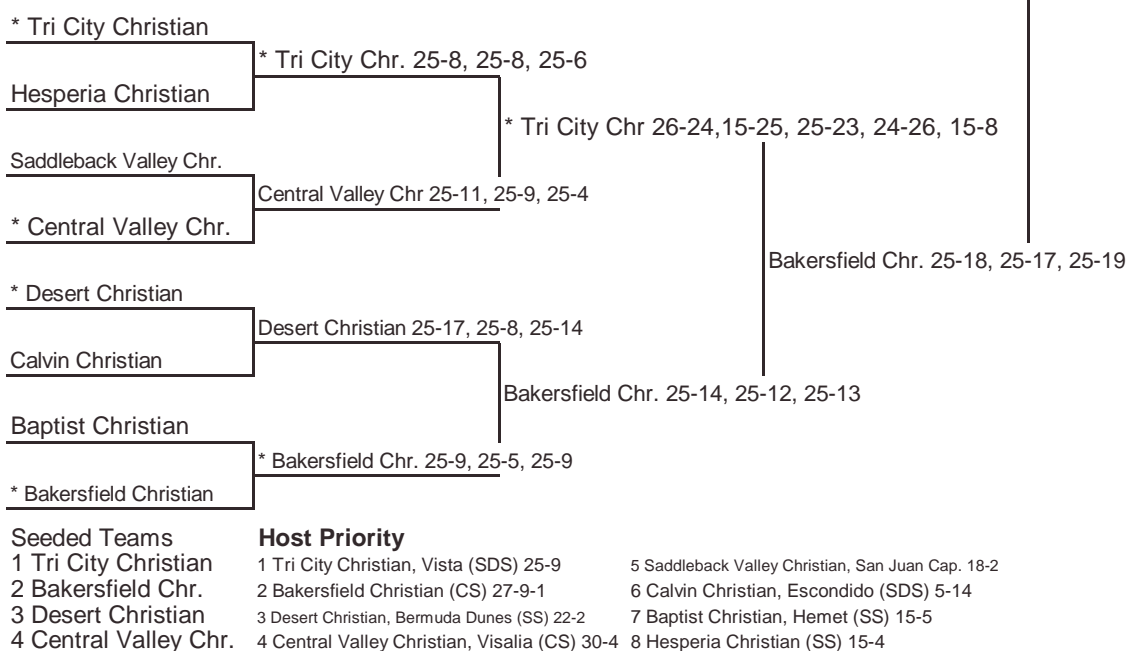 * Tri City Christian
* Tri City Chr. 25-8, 25-8, 25-6
Hesperia Christian
* Tri City Chr 26-24,15-25, 25-23, 24-26, 15-8
Saddleback Valley Chr.
Central Valley Chr 25-11, 25-9, 25-4
* Central Valley Chr.
Bakersfield Chr. 25-18, 25-17, 25-19
* Desert Christian
Desert Christian 25-17, 25-8, 25-14
Calvin Christian
Bakersfield Chr. 25-14, 25-12, 25-13
Baptist Christian
* Bakersfield Chr. 25-9, 25-5, 25-9
* Bakersfield Christian
Seeded Teams
1 Tri City Christian
2 Bakersfield Chr.
3 Desert Christian
4 Central Valley Chr.
Host Priority
1 Tri City Christian, Vista (SDS) 25-9
2 Bakersfield Christian (CS) 27-9-1
3 Desert Christian, Bermuda Dunes (SS) 22-2
4 Central Valley Christian, Visalia (CS) 30-4
5 Saddleback Valley Christian, San Juan Cap. 18-2
6 Calvin Christian, Escondido (SDS) 5-14
7 Baptist Christian, Hemet (SS) 15-5
8 Hesperia Christian (SS) 15-4